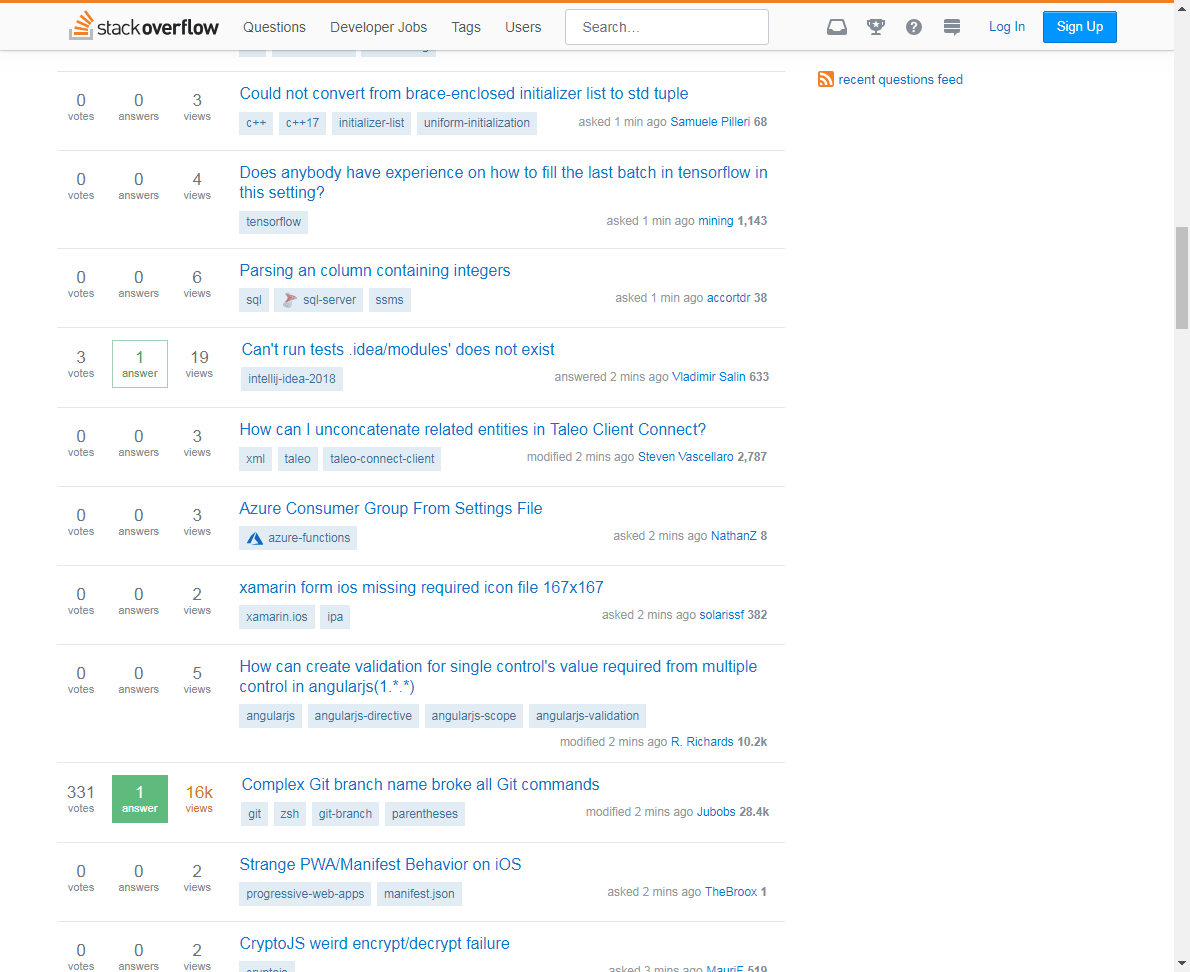 stackoverflow Questions Developer Jobs Tags Users Search... Log In Sign Up
recent questions feed
0 votes 0 answers 3 views
Could not convert from brace-enclosed initializer list to std tuple
c++ c++17 initializer-list uniform-initialization
asked 1 min ago Samuele Pilleri 68
0 votes 0 answers 4 views
Does anybody have experience on how to fill the last batch in tensorflow in
this setting?
tensorflow
asked 1 min ago mining 1,143
0 votes 0 answers 6 views
Parsing an column containing integers
sql sql-server ssms
asked 1 min ago accortdr 38
3 votes 1 answer 19 views
Can't run tests .idea/modules' does not exist
intellij-idea-2018
answered 2 mins ago Vladimir Salin 633
0 votes 0 answers 3 views
How can I unconcatenate related entities in Taleo Client Connect?
xml taleo taleo-connect-client
modified 2 mins ago Steven Vascellaro 2,787
0 votes 0 answers 3 views
Azure Consumer Group From Settings File
azure-functions
asked 2 mins ago NathanZ 8
0 votes 0 answers 2 views
xamarin form ios missing required icon file 167x167
xamarin.ios ipa
asked 2 mins ago solarissf 382
0 votes 0 answers 5 views
How can create validation for single control's value required from multiple
control in angularjs(1.*.*)
angularjs angularjs-directive angularjs-scope angularjs-validation
modified 2 mins ago R. Richards 10.2k
331 votes 1 answer 16k views
Complex Git branch name broke all Git commands
git zsh git-branch parentheses
modified 2 mins ago Jubobs 28.4k
0 votes 0 answers 2 views
Strange PWA/Manifest Behavior on iOS
progressive-web-apps manifest.json
asked 2 mins ago TheBroox 1
0 votes 0 answers 2 views
CryptoJS weird encrypt/decrypt failure
cryptojs
asked 3 mins ago MauriF 519